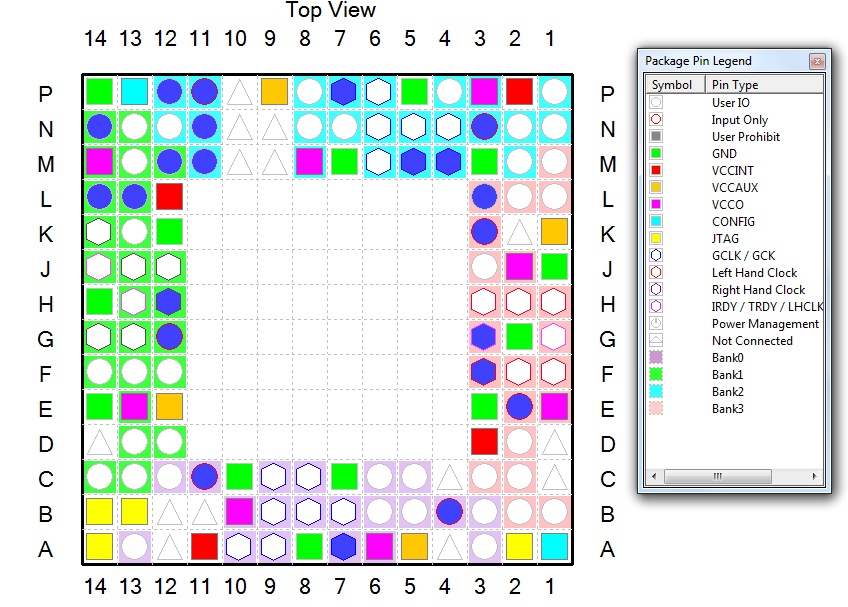 Top View
14 13 12 11 10 9 8 7 6 5 4 3 2 1
P P
N N
M M
L L
K K
J J
H H
G G
F F
E E
D D
C C
B B
A A
14 13 12 11 10 9 8 7 6 5 4 3 2 1
Package Pin Legend
Symbol Pin Type
User IO
Input Only
User Prohibit
GND
VCCINT
VCCAUX
VCCO
CONFIG
JTAG
GCLK / GCK
Left Hand Clock
Right Hand Clock
IRDY / TRDY / LHCLK
Power Management
Not Connected
Bank0
Bank1
Bank2
Bank3